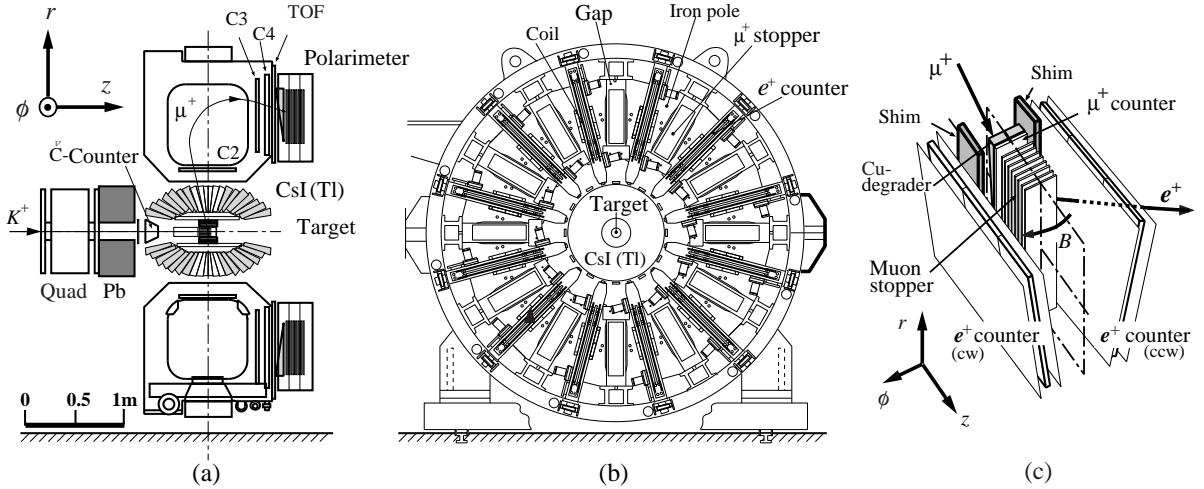 r
z
ϕ
C3
C4
TOF
Polarimeter
μ+
C2
Č-Counter
K+
CsI (Tl)
Target
Quad
Pb
0
0.5
1m
(a)
Coil
Gap
Iron pole
μ+ stopper
e+ counter
Target
CsI (Tl)
(b)
μ+
Shim
μ+ counter
Shim
Cu-
degrader
e+
B
Muon
stopper
e+ counter
(cw)
e+ counter
(ccw)
r
ϕ
z
(c)